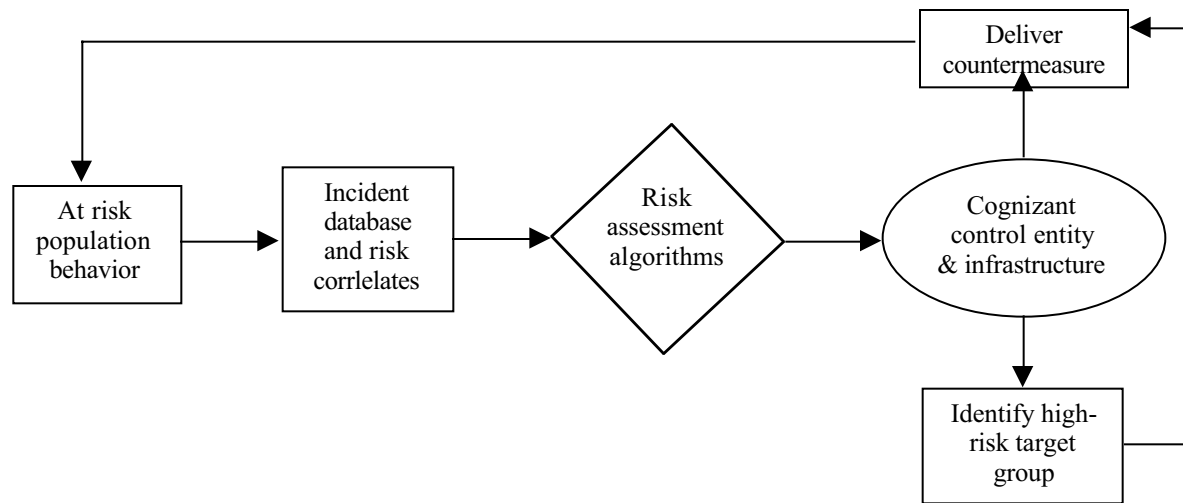 Deliver
countermeasure
At risk
population
behavior
Incident
database
and risk
corrlelates
Risk
assessment
algorithms
Cognizant
control entity
& infrastructure
Identify high-
risk target
group